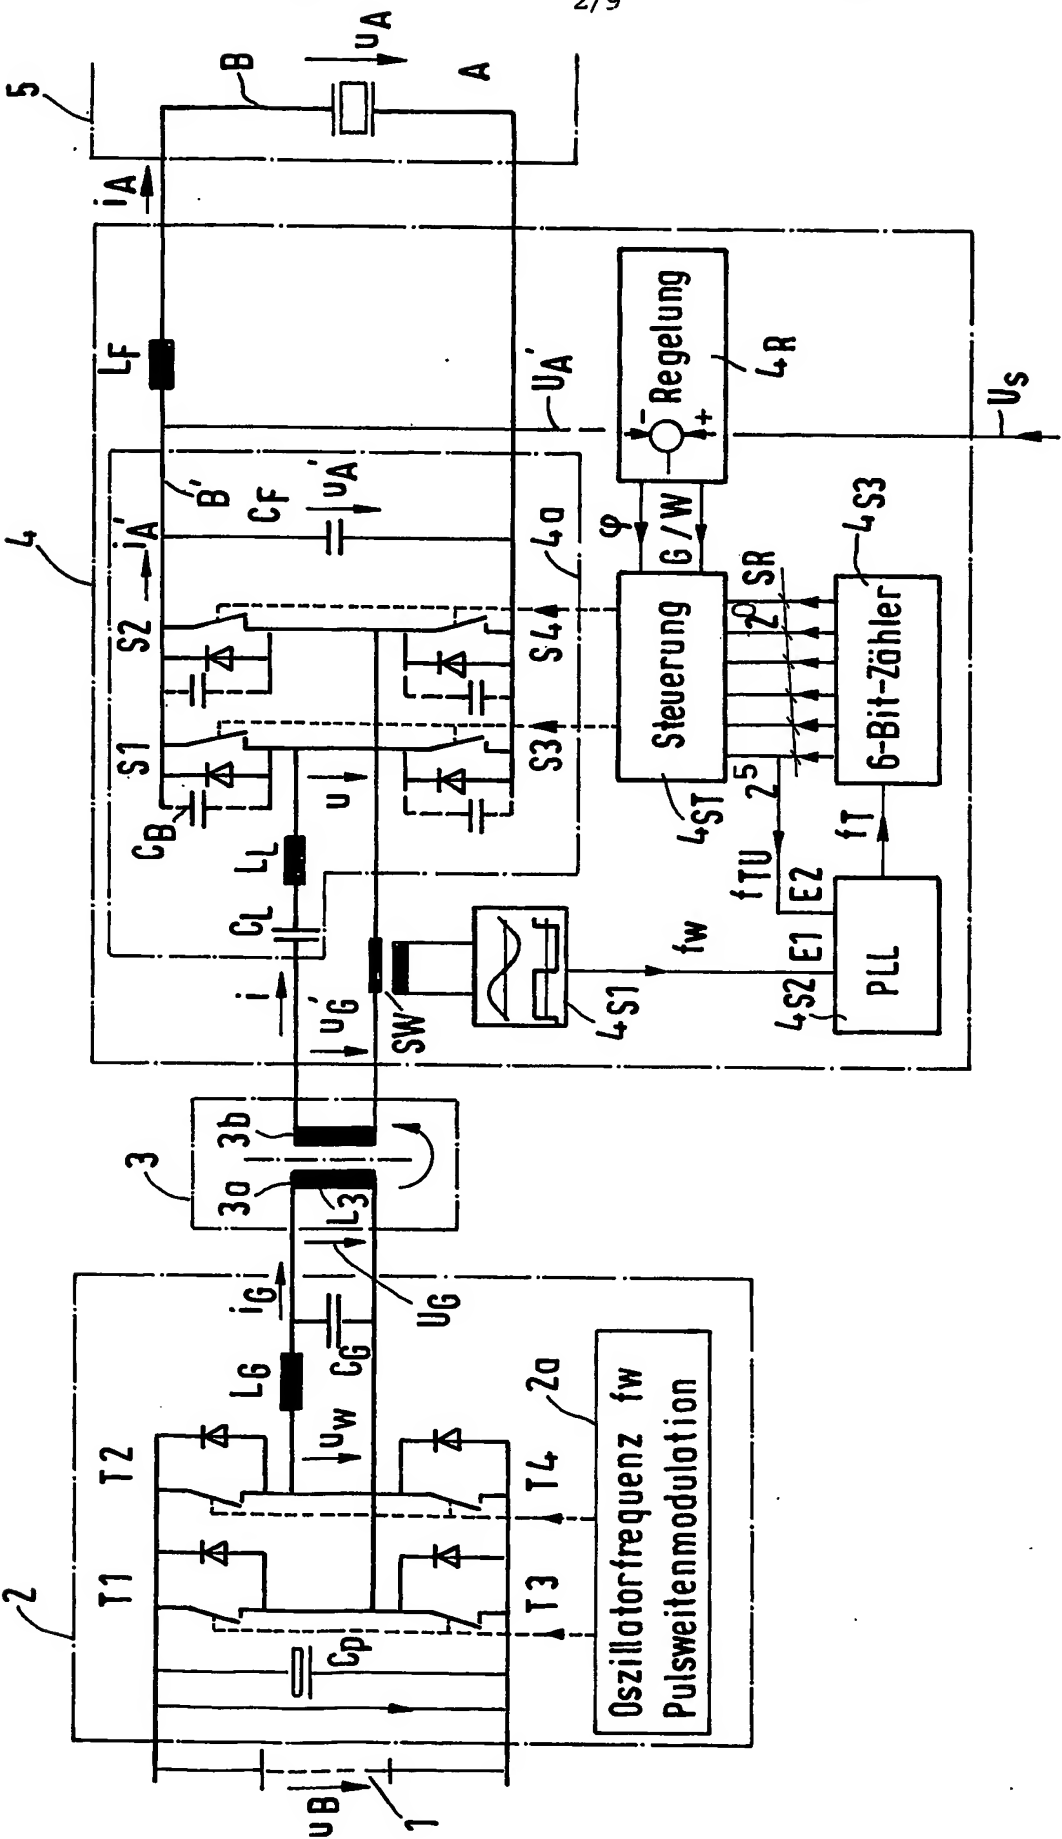 2/9
1
uB
2
T1
T2
Cp
T3
T4
uW
LG
CG
iG
UG
2a
Oszillatorfrequenz fw
Pulsweitenmodulation
3
3a
3b
L3
4
i
uG'
CL
LL
CB
u
S1
S2
S3
S4
SW
iA'
B'
CF
uA'
4a
LF
UA'
4S1
fw
4S2
E1
E2
PLL
fTU
fT
4ST
Steuerung
2⁵
2⁰
SR
6-Bit-Zähler
4S3
φ
G/W
Regelung
-
+
4R
Us
5
iA
B
uA
A